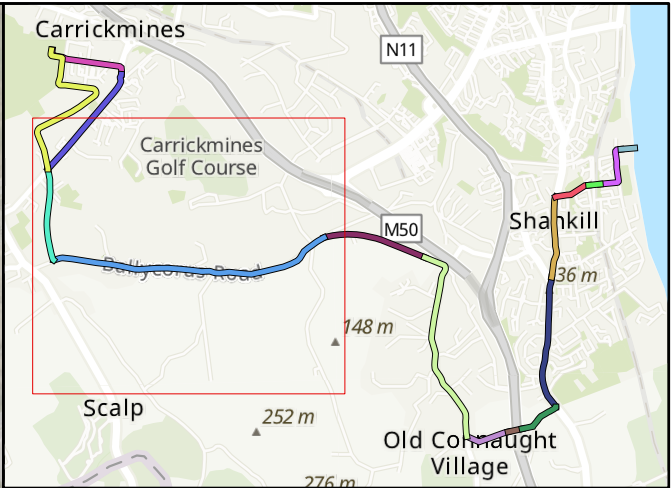 Carrickmines
N11
Carrickmines
Golf Course
Shankill
M50
Ballycorus Road
36 m
148 m
Scalp
252 m
Old Connaught
Village
276 m